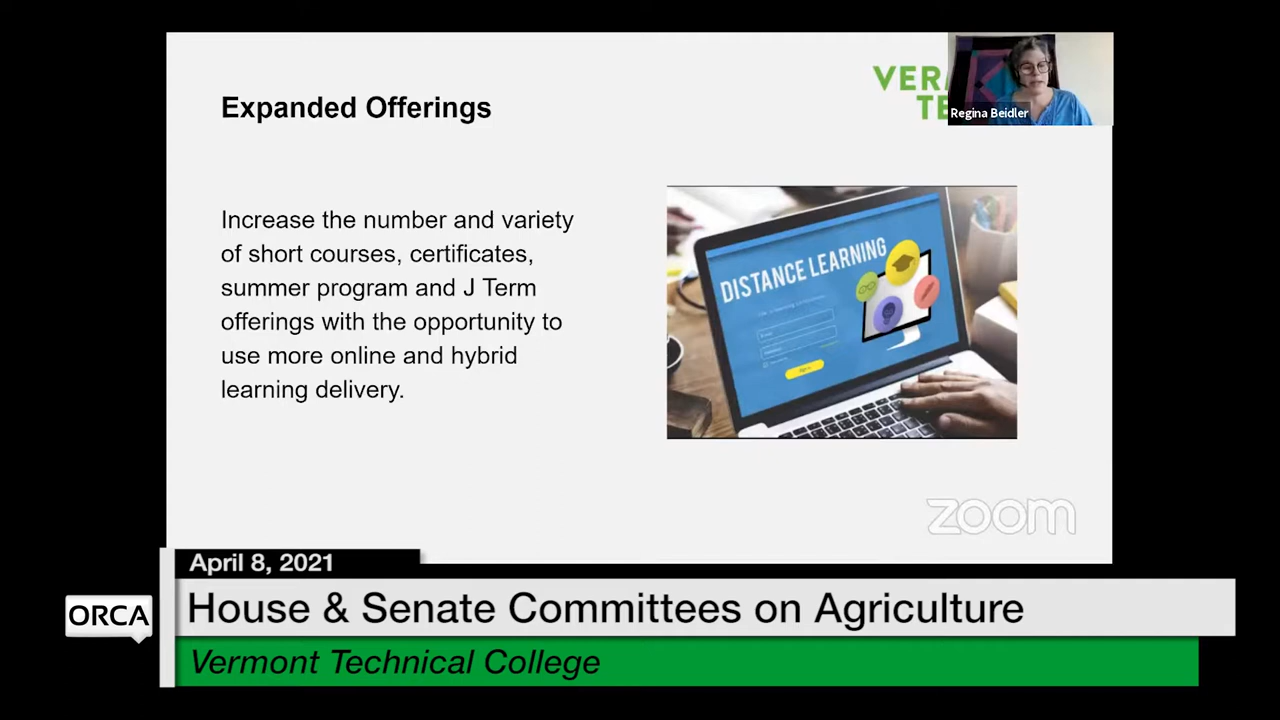 Expanded Offerings
Regina Beidler
Increase the number and variety
of short courses, certificates,
summer program and J Term
offerings with the opportunity to
use more online and hybrid
learning delivery.
DISTANCE LEARNING
zoom
April 8, 2021
ORCA
House & Senate Committees on Agriculture
Vermont Technical College